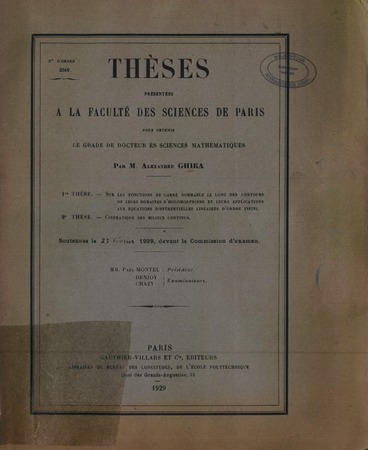 N° D'ORDRE
THÈSES
PRÉSENTÉES
A LA FACULTÉ DES SCIENCES DE PARIS
POUR OBTENIR
LE GRADE DE DOCTEUR ÈS SCIENCES MATHÉMATIQUES
PAR M. ALEXANDRE GHIKA
1re THÈSE. — SUR LES FONCTIONS DE CARRÉ SOMMABLE LE LONG DES CONTOURS
DE LEURS DOMAINES D'HOLOMORPHISME ET LEURS APPLICATIONS
AUX ÉQUATIONS DIFFÉRENTIELLES LINÉAIRES D'ORDRE INFINI.
2e THÈSE. — CINÉMATIQUE DES MILIEUX CONTINUS.
Soutenues le 27 février 1929, devant la Commission d'examen.
MM. PAUL MONTEL, Président.
DENJOY
CHAZY
Examinateurs.
PARIS
GAUTHIER-VILLARS ET Cie, ÉDITEURS
LIBRAIRES DU BUREAU DES LONGITUDES, DE L'ÉCOLE POLYTECHNIQUE
Quai des Grands-Augustins, 55
1929